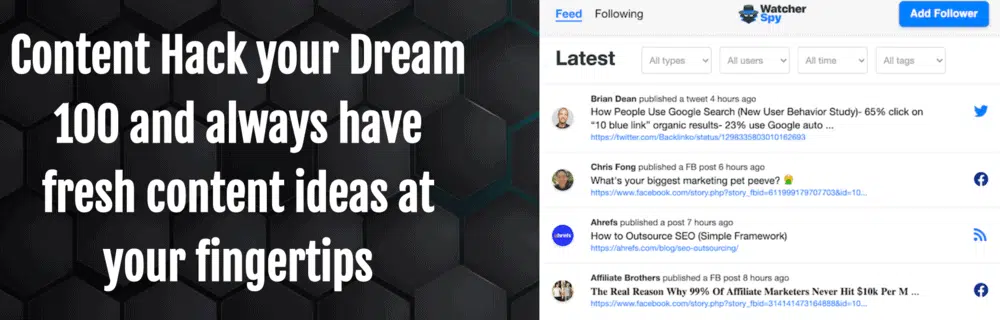 Content Hack your Dream
100 and always have
fresh content ideas at
your fingertips
Feed Following
Watcher
Spy
Add Follower
Latest
All types
All users
All time
All tags
Brian Dean published a tweet 4 hours ago
How People Use Google Search (New User Behavior Study)- 65% click on
“10 blue link” organic results- 23% use Google auto ...
https://twitter.com/Backlinko/status/1298335803010162693
Chris Fong published a FB post 6 hours ago
What's your biggest marketing pet peeve? 🤮
https://www.facebook.com/story.php?story_fbid=611999179707703&id=10...
ahrefs
Ahrefs published a post 7 hours ago
How to Outsource SEO (Simple Framework)
https://ahrefs.com/blog/seo-outsourcing/
Affiliate Brothers published a FB post 8 hours ago
The Real Reason Why 99% Of Affiliate Marketers Never Hit $10k Per M ...
https://www.facebook.com/story.php?story_fbid=314141473164888&id=10...